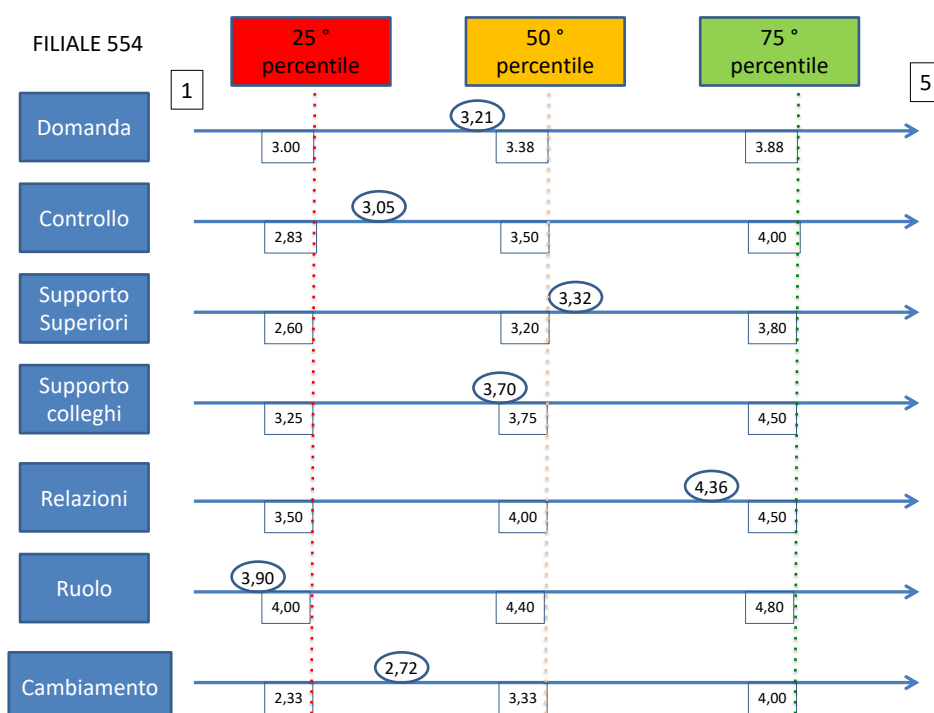 FILIALE 554
25 °
percentile
50 °
percentile
75 °
percentile
1
5
Domanda
3,21
3.00
3.38
3.88
Controllo
3,05
2,83
3,50
4,00
Supporto
Superiori
3,32
2,60
3,20
3,80
Supporto
colleghi
3,70
3,25
3,75
4,50
Relazioni
4,36
3,50
4,00
4,50
Ruolo
3,90
4,00
4,40
4,80
Cambiamento
2,72
2,33
3,33
4,00